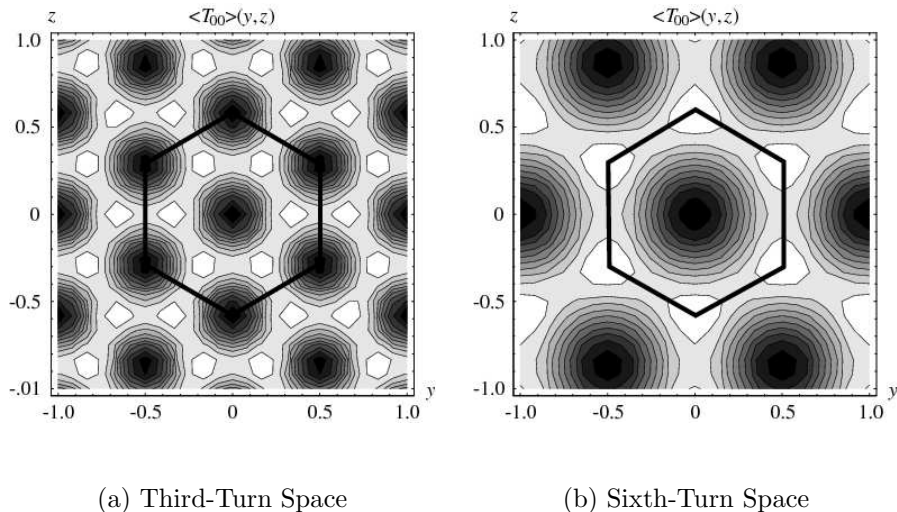 z <T00>(y, z)
1.0
0.5
0
-0.5
-.01
-1.0 -0.5 0 0.5 1.0 y
z <T00>(y, z)
1.0
0.5
0
-0.5
-1.0
-1.0 -0.5 0 0.5 1.0 y
(a) Third-Turn Space
(b) Sixth-Turn Space